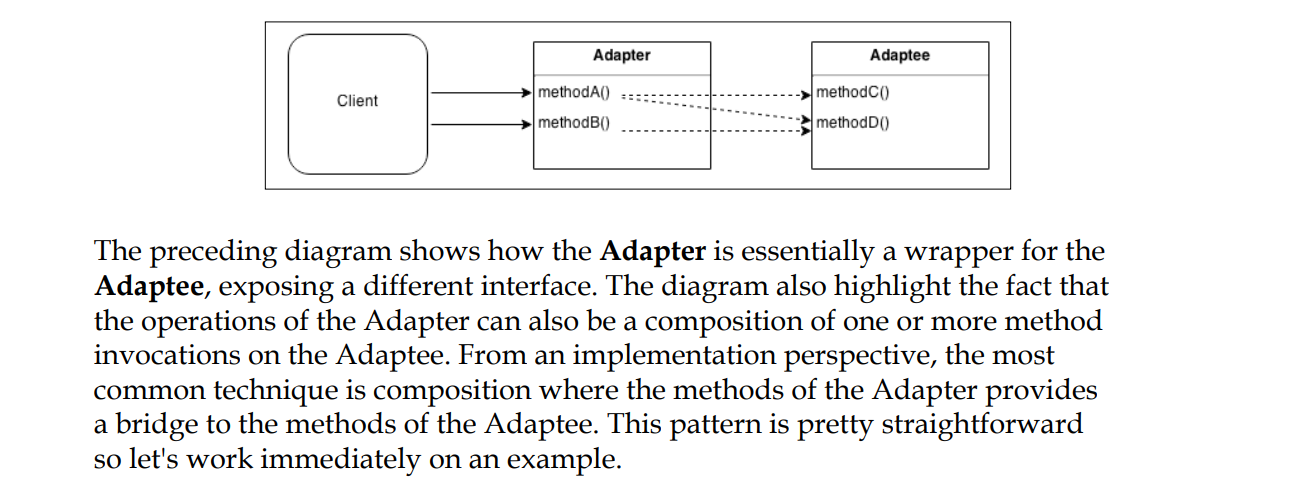 Client
Adapter
methodA()
methodB()
Adaptee
methodC()
methodD()
The preceding diagram shows how the Adapter is essentially a wrapper for the
Adaptee, exposing a different interface. The diagram also highlight the fact that
the operations of the Adapter can also be a composition of one or more method
invocations on the Adaptee. From an implementation perspective, the most
common technique is composition where the methods of the Adapter provides
a bridge to the methods of the Adaptee. This pattern is pretty straightforward
so let's work immediately on an example.